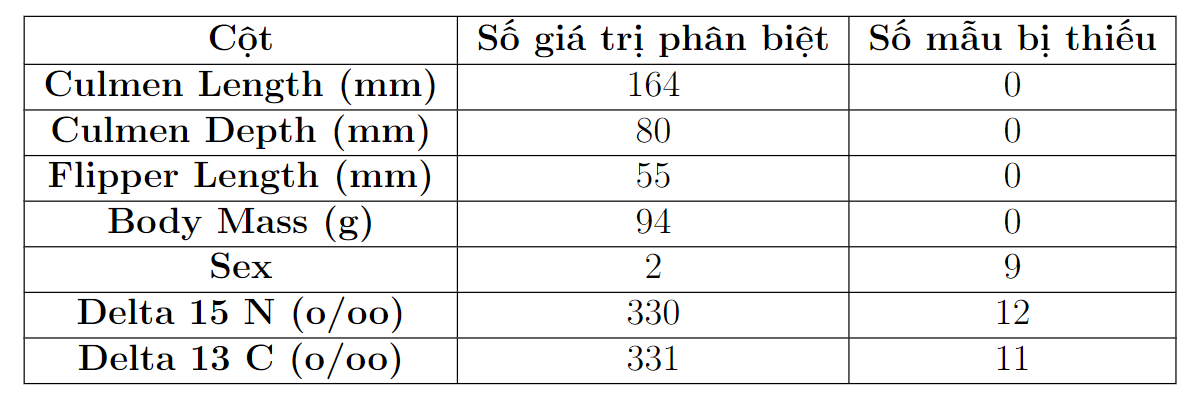 Cột Số giá trị phân biệt Số mẫu bị thiếu
Culmen Length (mm) 164 0
Culmen Depth (mm) 80 0
Flipper Length (mm) 55 0
Body Mass (g) 94 0
Sex 2 9
Delta 15 N (o/oo) 330 12
Delta 13 C (o/oo) 331 11